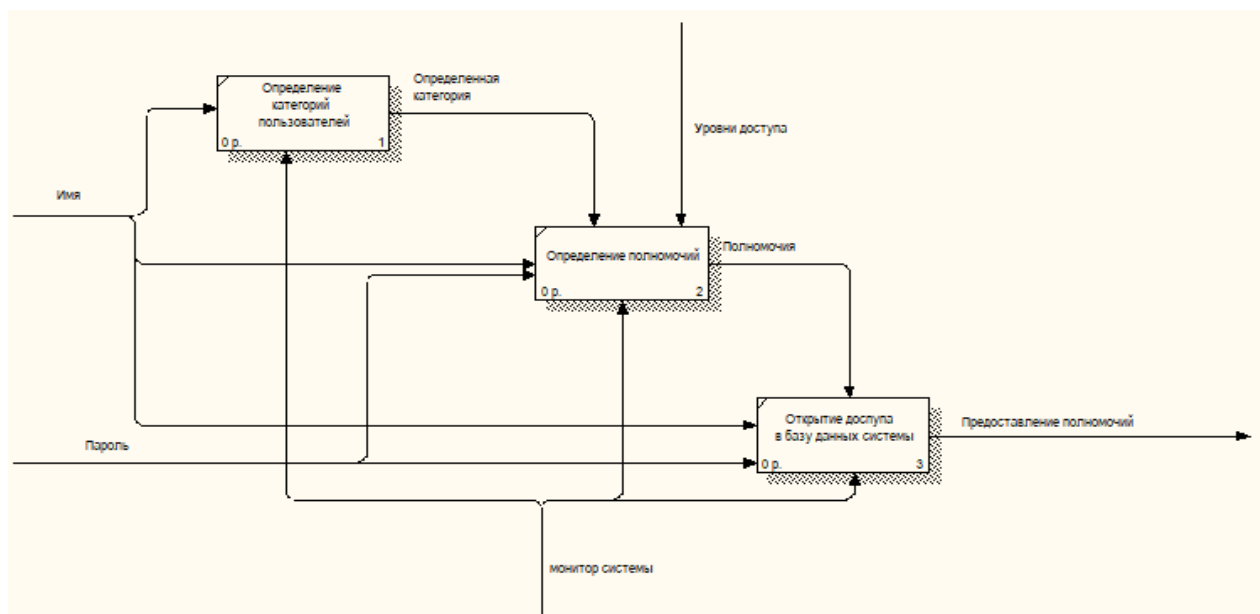 Определение
категорий
пользователей
0 р. 1
Определенная
категория
Уровни доступа
Имя
Определение полномочий
0 р. 2
Полномочия
Открытие доспупа
в базу данных системы
0 р. 3
Предоставление полномочий
Пароль
монитор системы